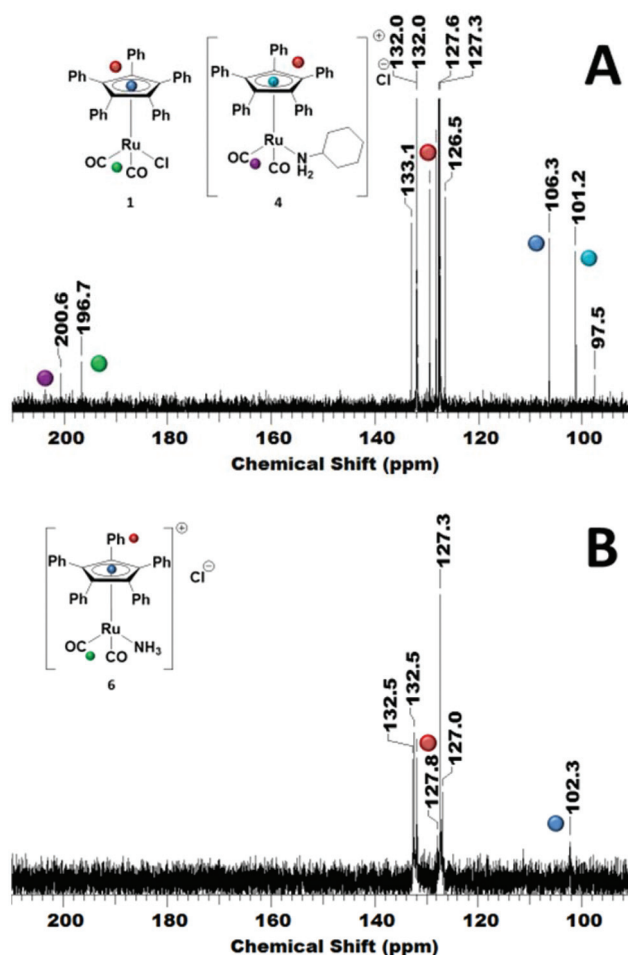 A
Ph
Ph Ph
Ph Ph
Ru
OC CO Cl
1
Ph
Ph Ph
Ph Ph
Ru
OC CO N H₂
⊕
Cl⊖
4
200.6
196.7
133.1
132.0
132.0
127.6
127.3
126.5
106.3
101.2
97.5
200 180 160 140 120 100
Chemical Shift (ppm)
B
Ph
Ph Ph
Ph Ph
Ru
OC CO NH₃
⊕
Cl⊖
6
132.5
132.5
127.8
127.3
127.0
102.3
200 180 160 140 120 100
Chemical Shift (ppm)